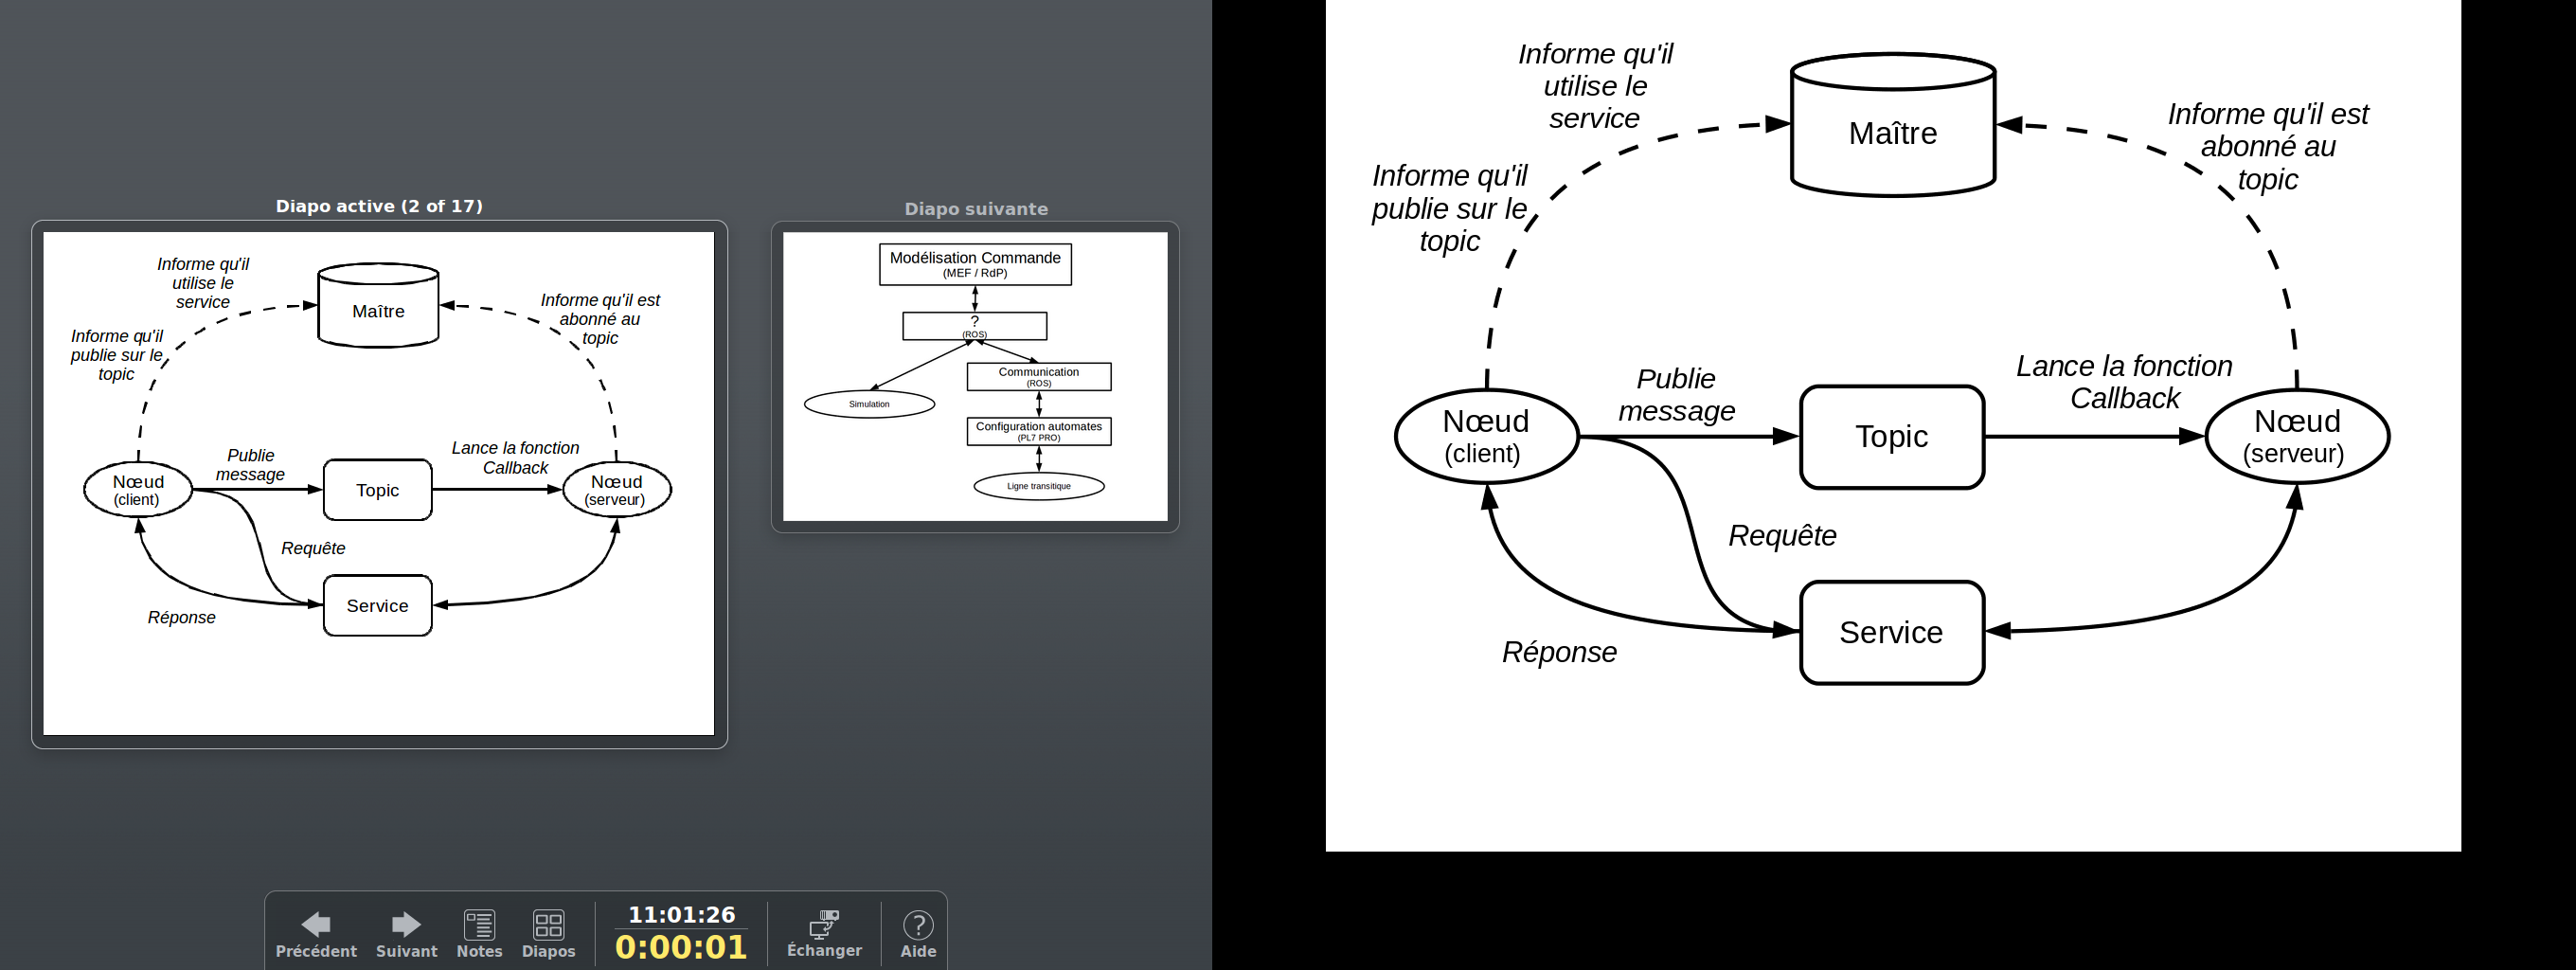 Diapo active (2 of 17)
Informe qu'il
utilise le
service
Maître
Informe qu'il est
abonné au
topic
Informe qu'il
publie sur le
topic
Publie
message
Lance la fonction
Callback
Nœud
(client)
Topic
Nœud
(serveur)
Requête
Service
Réponse
Diapo suivante
Modélisation Commande
(MEF / RdP)
?
(ROS)
Communication
(ROS)
Simulation
Configuration automates
(PL7 PRO)
Ligne transitique
Précédent
Suivant
Notes
Diapos
11:01:26
0:00:01
Échanger
?
Aide
Informe qu'il
utilise le
service
Maître
Informe qu'il est
abonné au
topic
Informe qu'il
publie sur le
topic
Publie
message
Lance la fonction
Callback
Nœud
(client)
Topic
Nœud
(serveur)
Requête
Service
Réponse